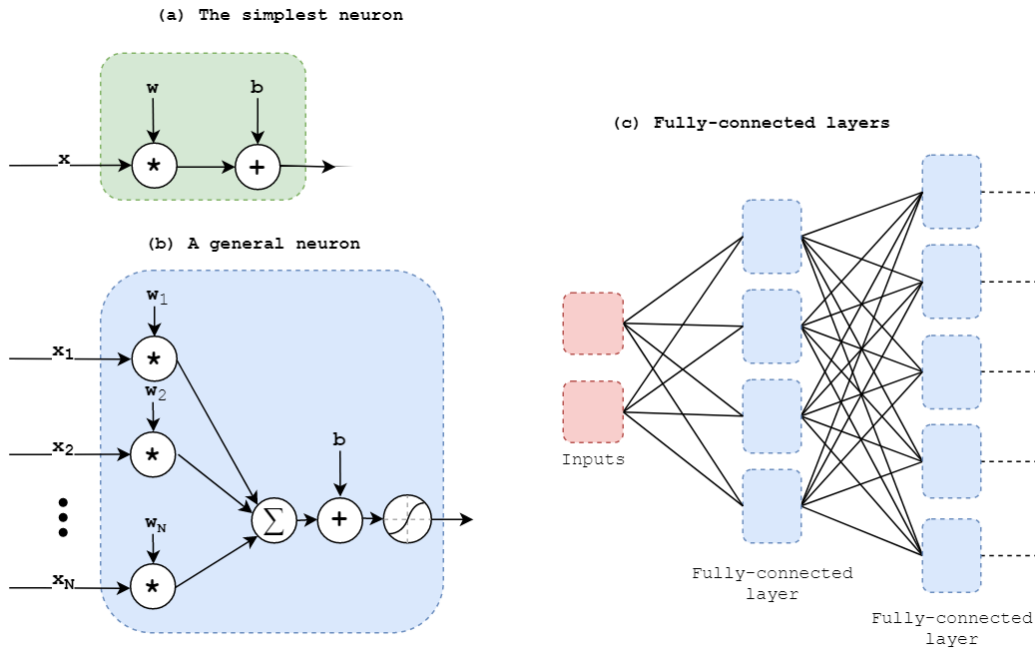 (a) The simplest neuron
w
b
x
*
+
(b) A general neuron
w1
x1
*
w2
x2
*
b
Σ
+
wN
xN
*
(c) Fully-connected layers
Inputs
Fully-connected
layer
Fully-connected
layer